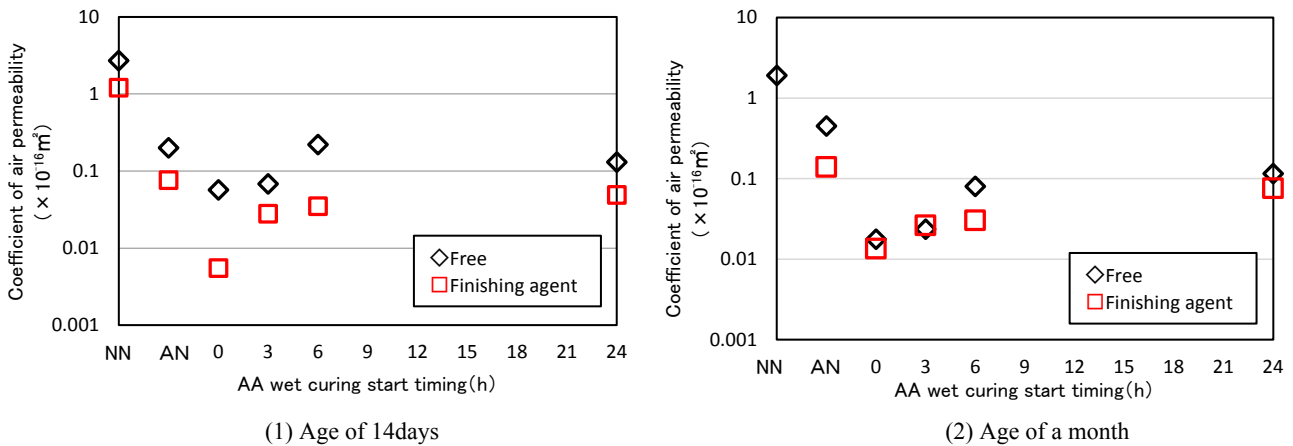 Coefficient of air permeability
(×10⁻¹⁶㎡)
10
1
0.1
0.01
0.001
Free
Finishing agent
NN AN 0 3 6 9 12 15 18 21 24
AA wet curing start timing(h)
(1) Age of 14days
Coefficient of air permeability
(×10⁻¹⁶㎡)
10
1
0.1
0.01
0.001
Free
Finishing agent
NN AN 0 3 6 9 12 15 18 21 24
AA wet curing start timing(h)
(2) Age of a month